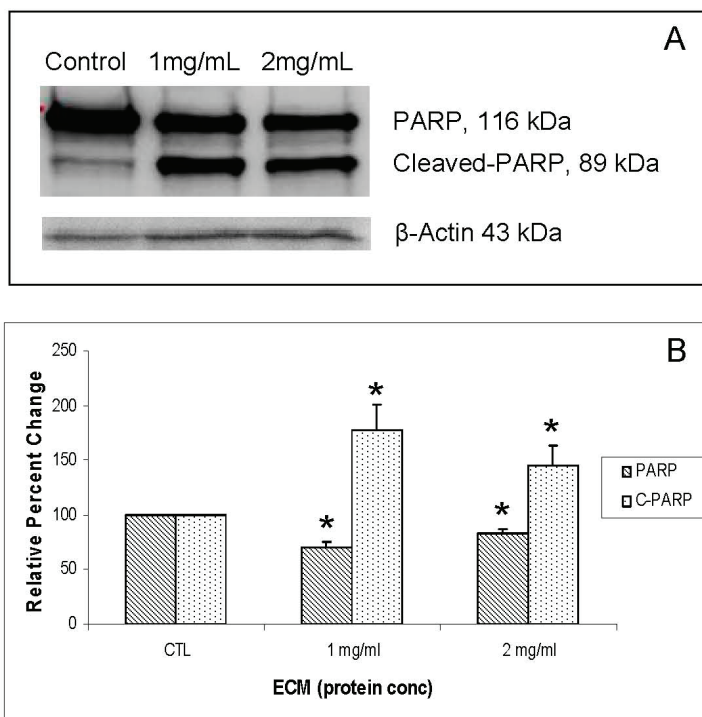 A
Control 1mg/mL 2mg/mL
PARP, 116 kDa
Cleaved-PARP, 89 kDa
β-Actin 43 kDa
B
Relative Percent Change
250
200
150
100
50
0
* * * *
CTL 1 mg/ml 2 mg/ml
ECM (protein conc)
PARP
C-PARP